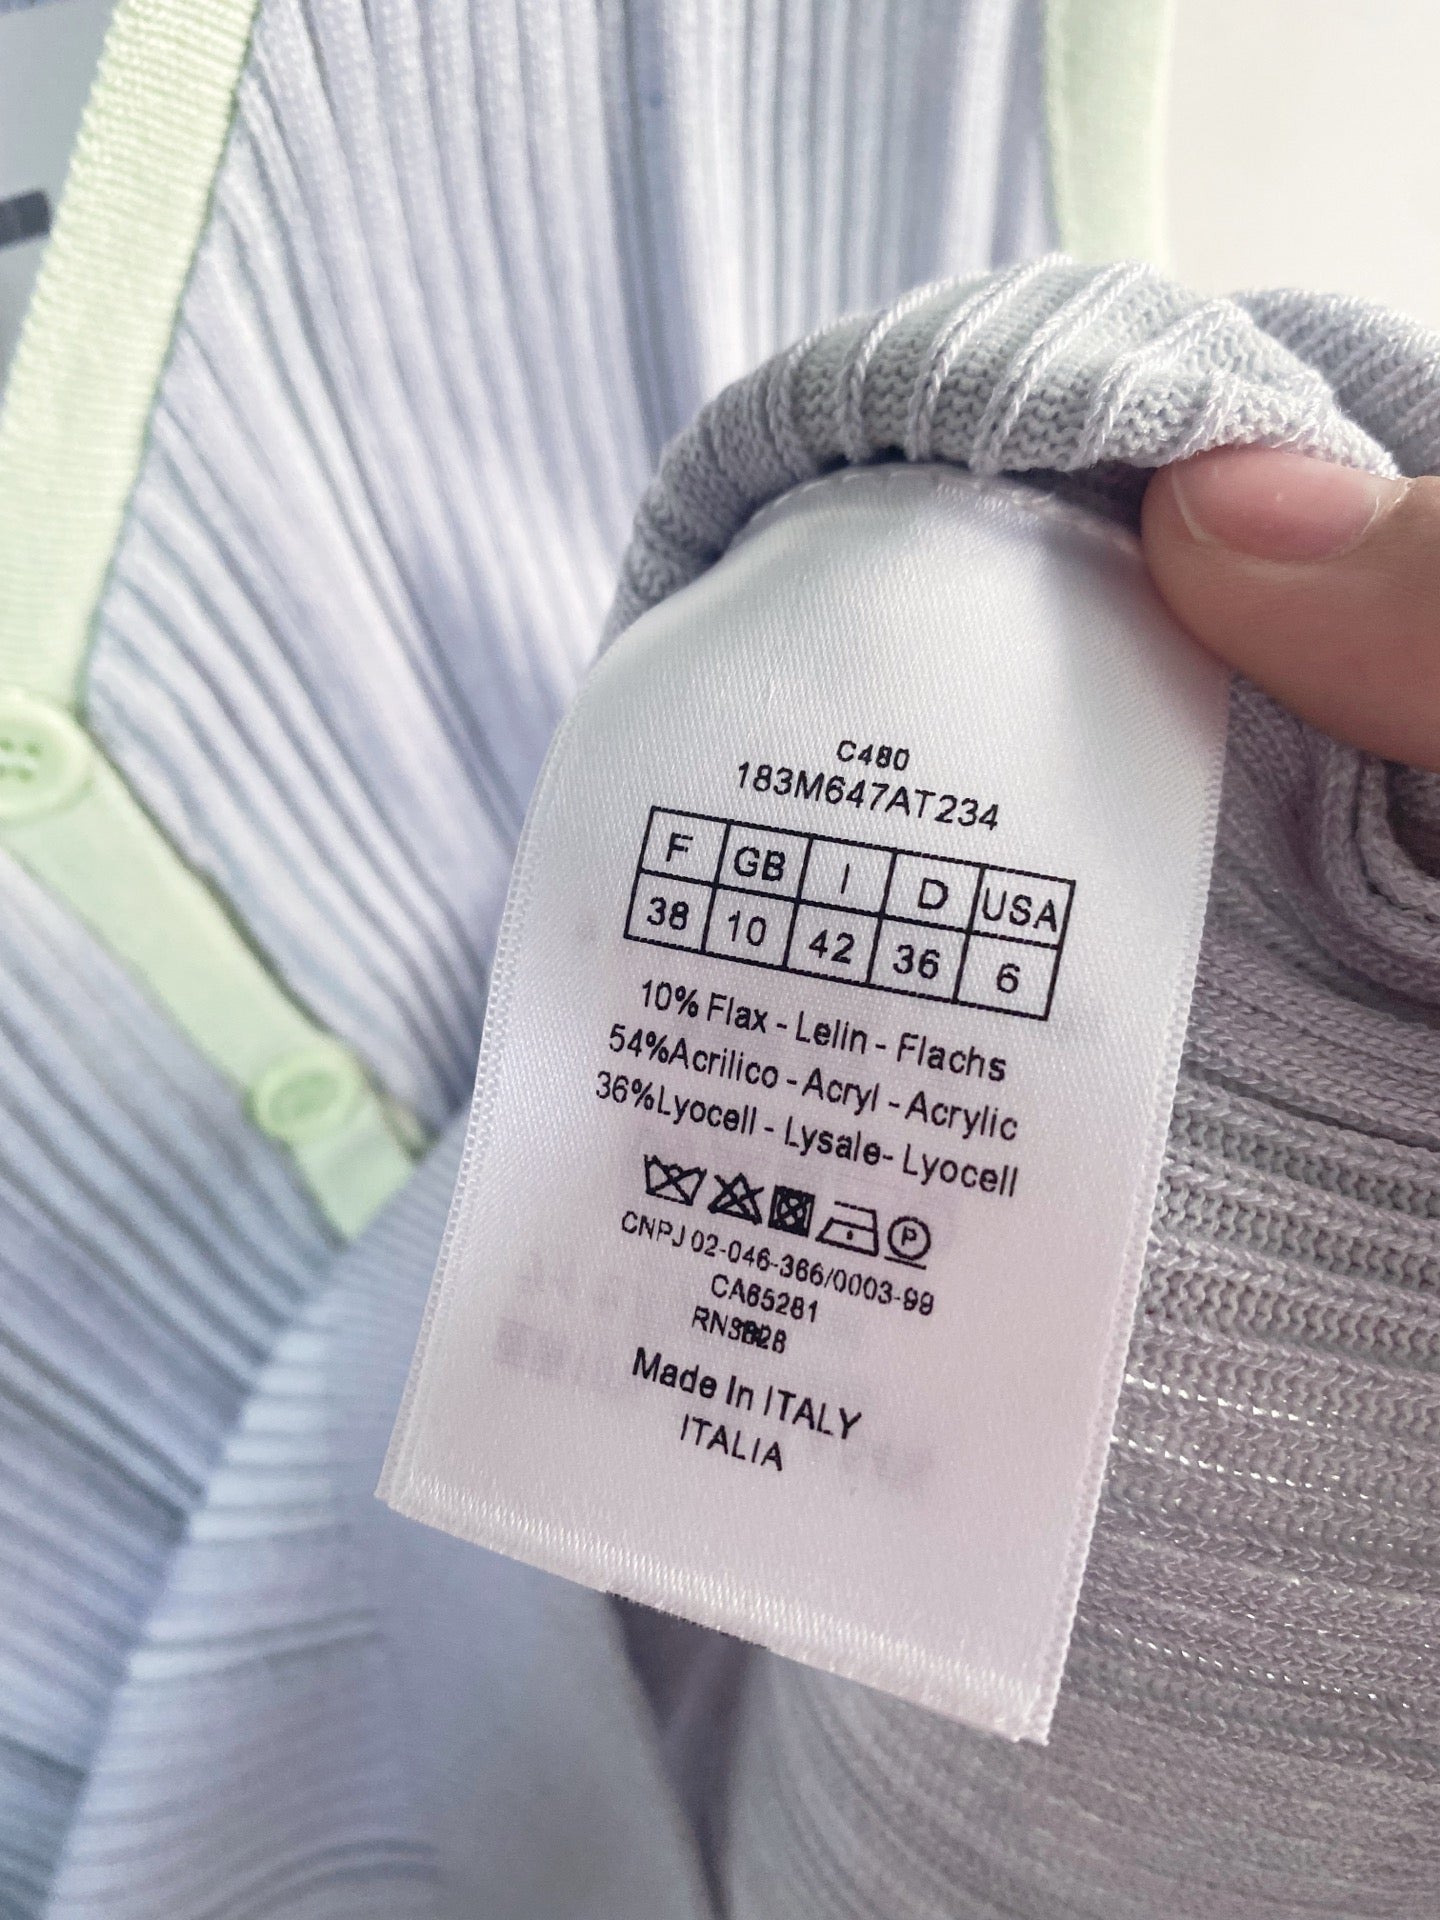 C480
183M647AT234
F GB I D USA
38 10 42 36 6
10% Flax - Lelin - Flachs
54%Acrilico - Acryl - Acrylic
36%Lyocell - Lysale- Lyocell
P
CNPJ 02-046-366/0003-99
CA65281
Made In ITALY
ITALIA